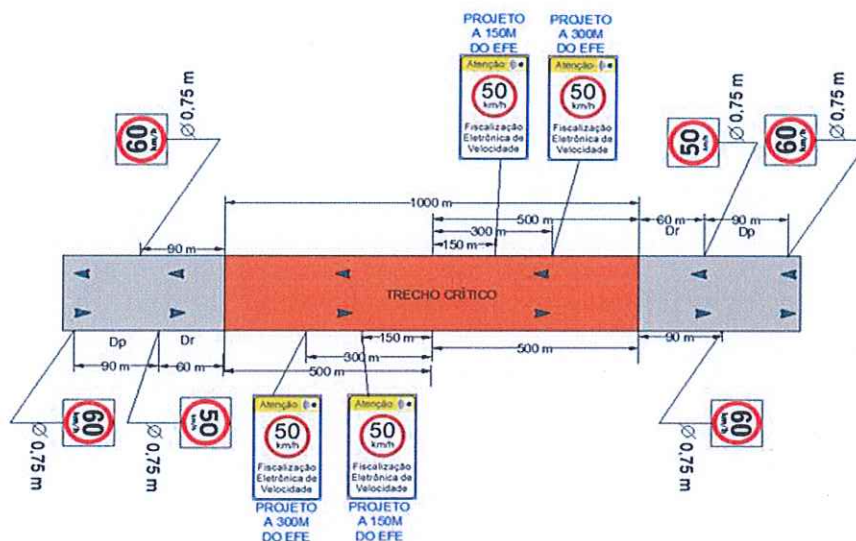 PROJETO
A 150M
DO EFE
PROJETO
A 300M
DO EFE
Atenção
50
km/h
Fiscalização
Eletrônica de
Velocidade
Atenção
50
km/h
Fiscalização
Eletrônica de
Velocidade
60
km/h
Ø 0,75 m
50
km/h
Ø 0,75 m
60
km/h
Ø 0,75 m
1000 m
500 m
60 m
90 m
300 m
Dr
Dp
90 m
150 m
TRECHO CRÍTICO
Dp
Dr
150 m
90 m
300 m
500 m
90 m
60 m
500 m
Ø 0,75 m
60
km/h
Ø 0,75 m
50
km/h
Atenção
50
km/h
Fiscalização
Eletrônica de
Velocidade
PROJETO
A 300M
DO EFE
Atenção
50
km/h
Fiscalização
Eletrônica de
Velocidade
PROJETO
A 150M
DO EFE
Ø 0,75 m
60
km/h